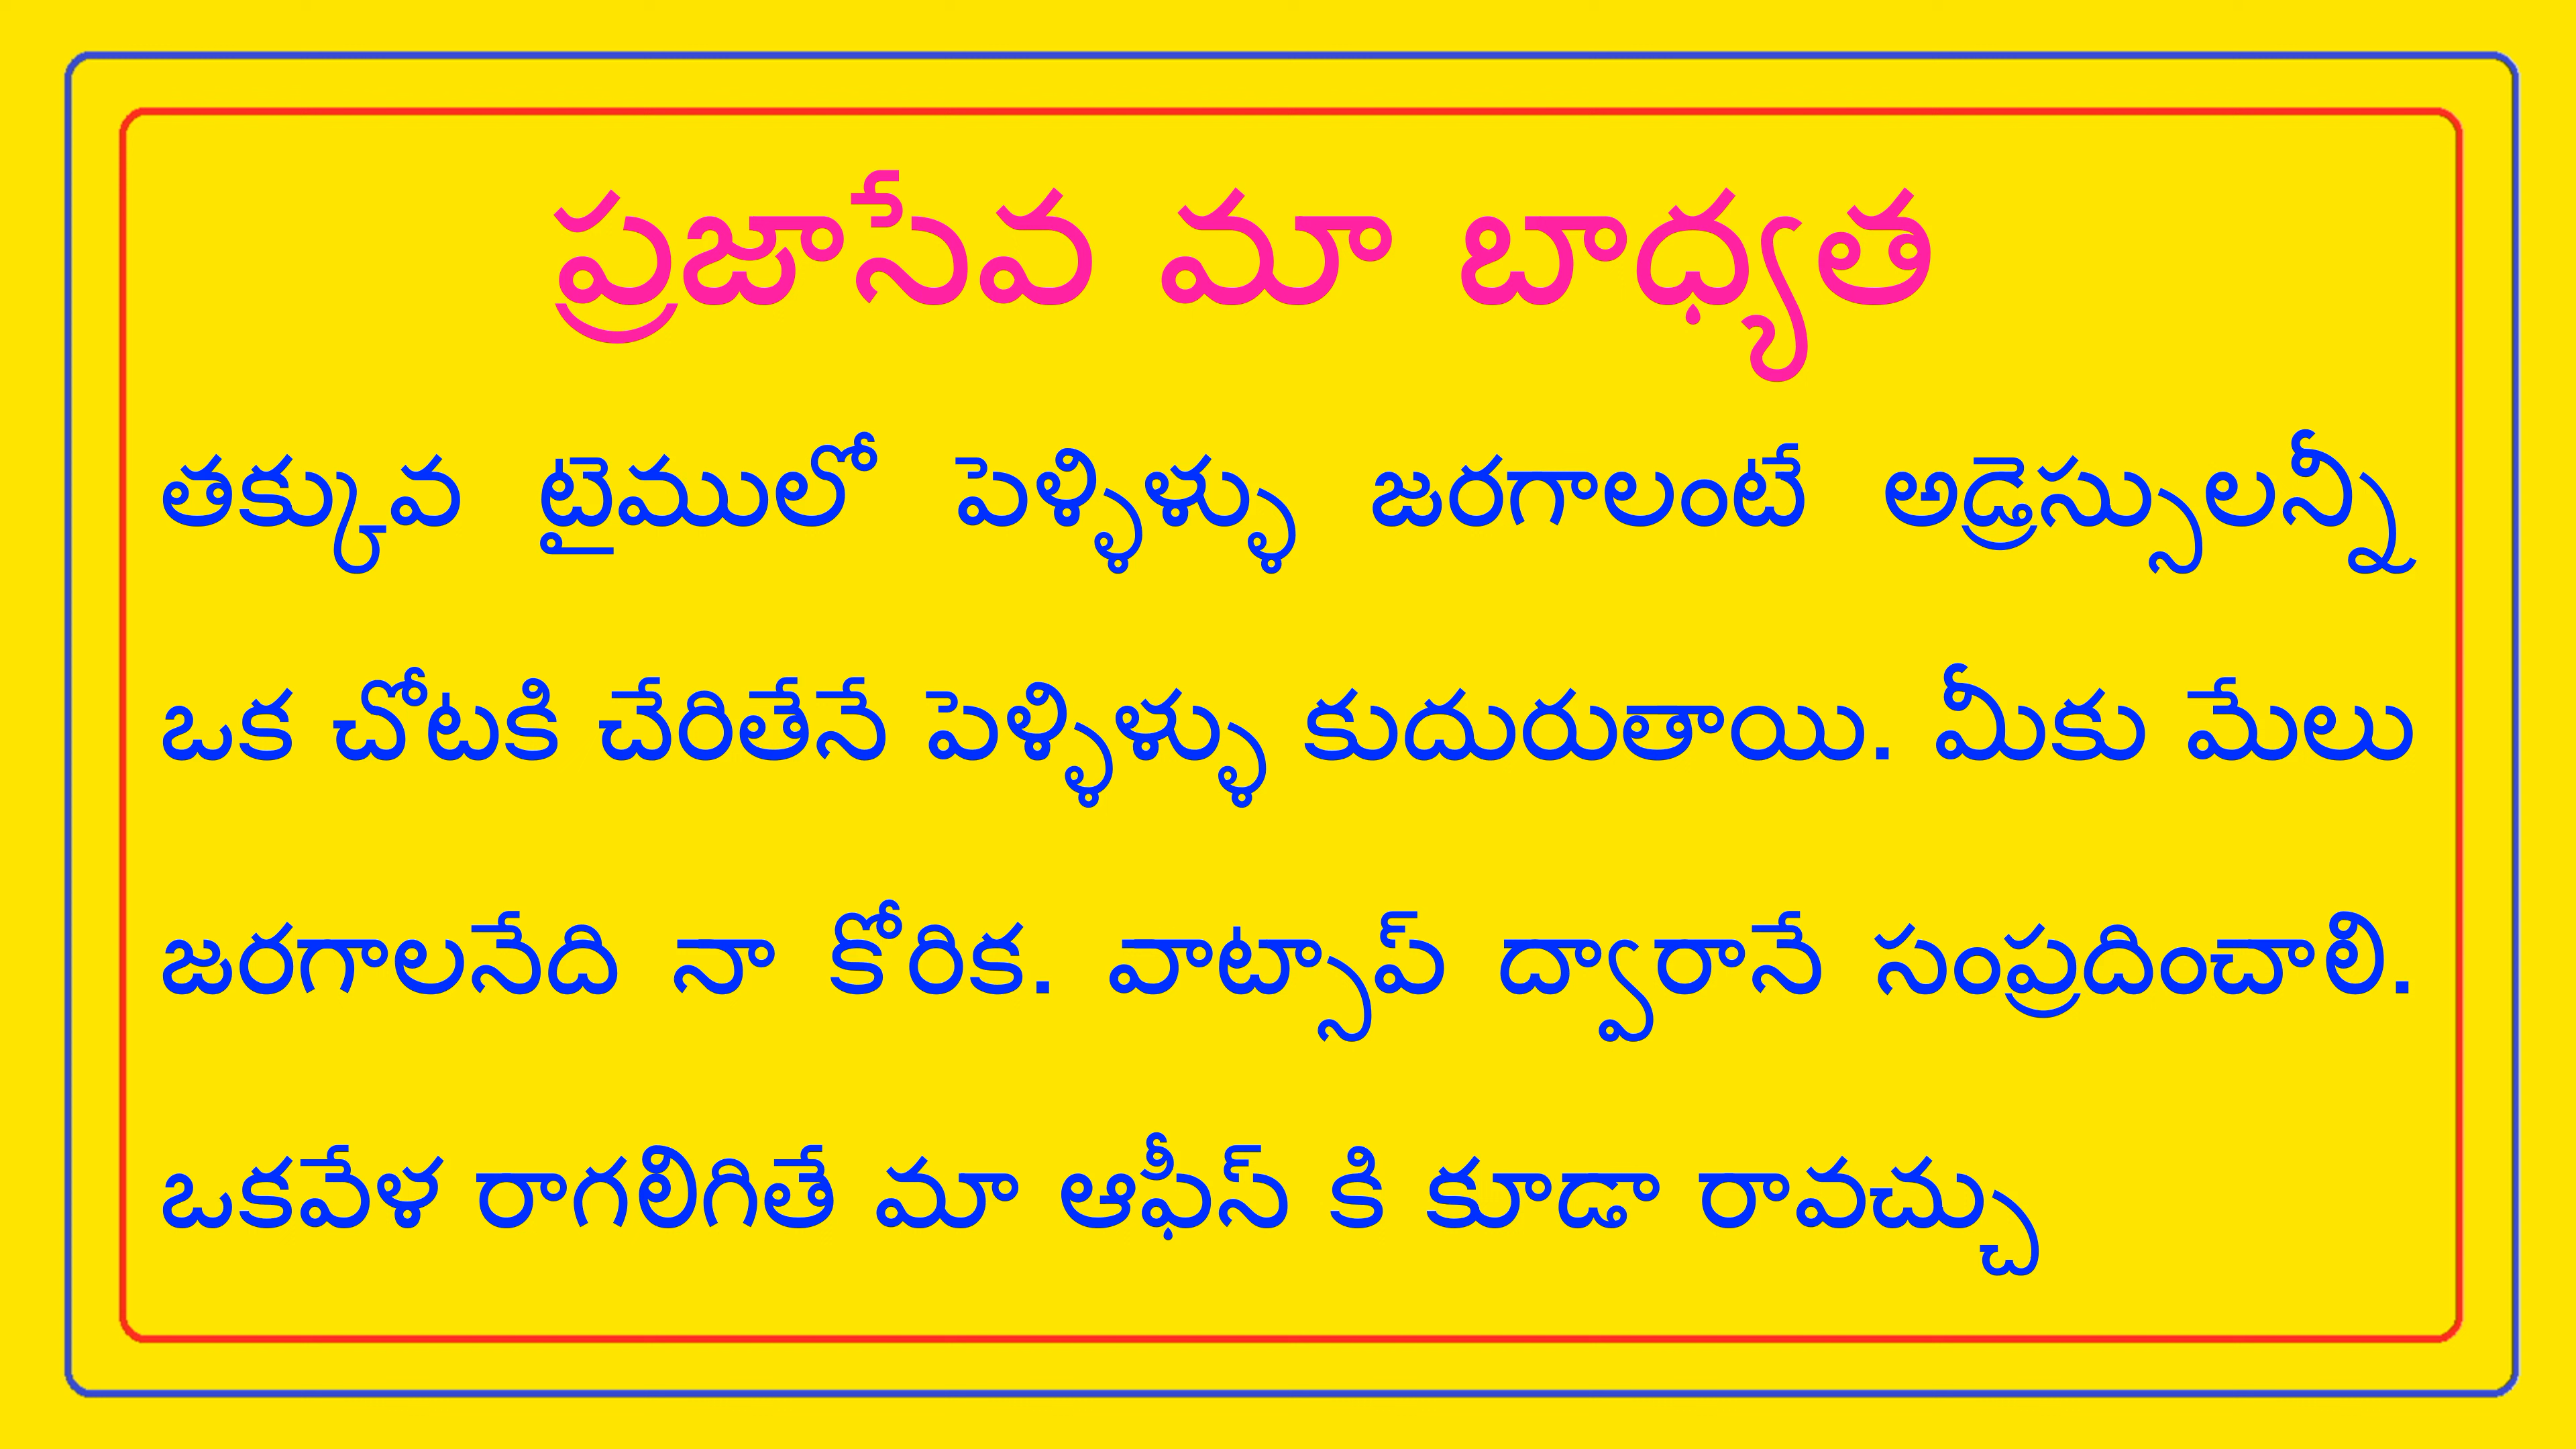 ప్రజాసేవ మా బాధ్యత
తక్కువ టైములో పెళ్ళిళ్ళు జరగాలంటే అడ్రెస్సులన్నీ
ఒక చోటకి చేరితేనే పెళ్ళిళ్ళు కుదురుతాయి. మీకు మేలు
జరగాలనేది నా కోరిక. వాట్సాప్ ద్వారానే సంప్రదించాలి.
ఒకవేళ రాగలిగితే మా ఆఫీస్ కి కూడా రావచ్చు